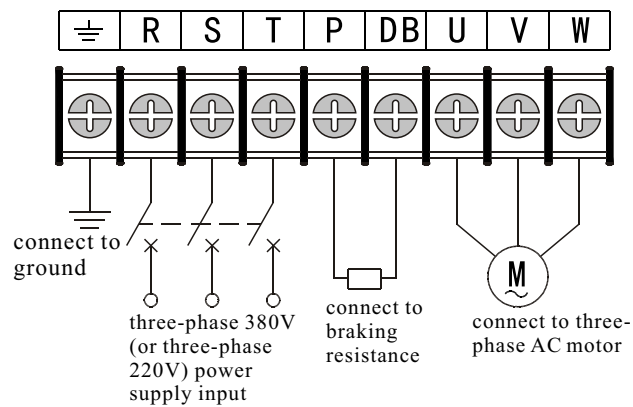 ⏚ R S T P DB U V W
connect to
ground
three-phase 380V
(or three-phase
220V) power
supply input
connect to
braking
resistance
M
~
connect to three-
phase AC motor